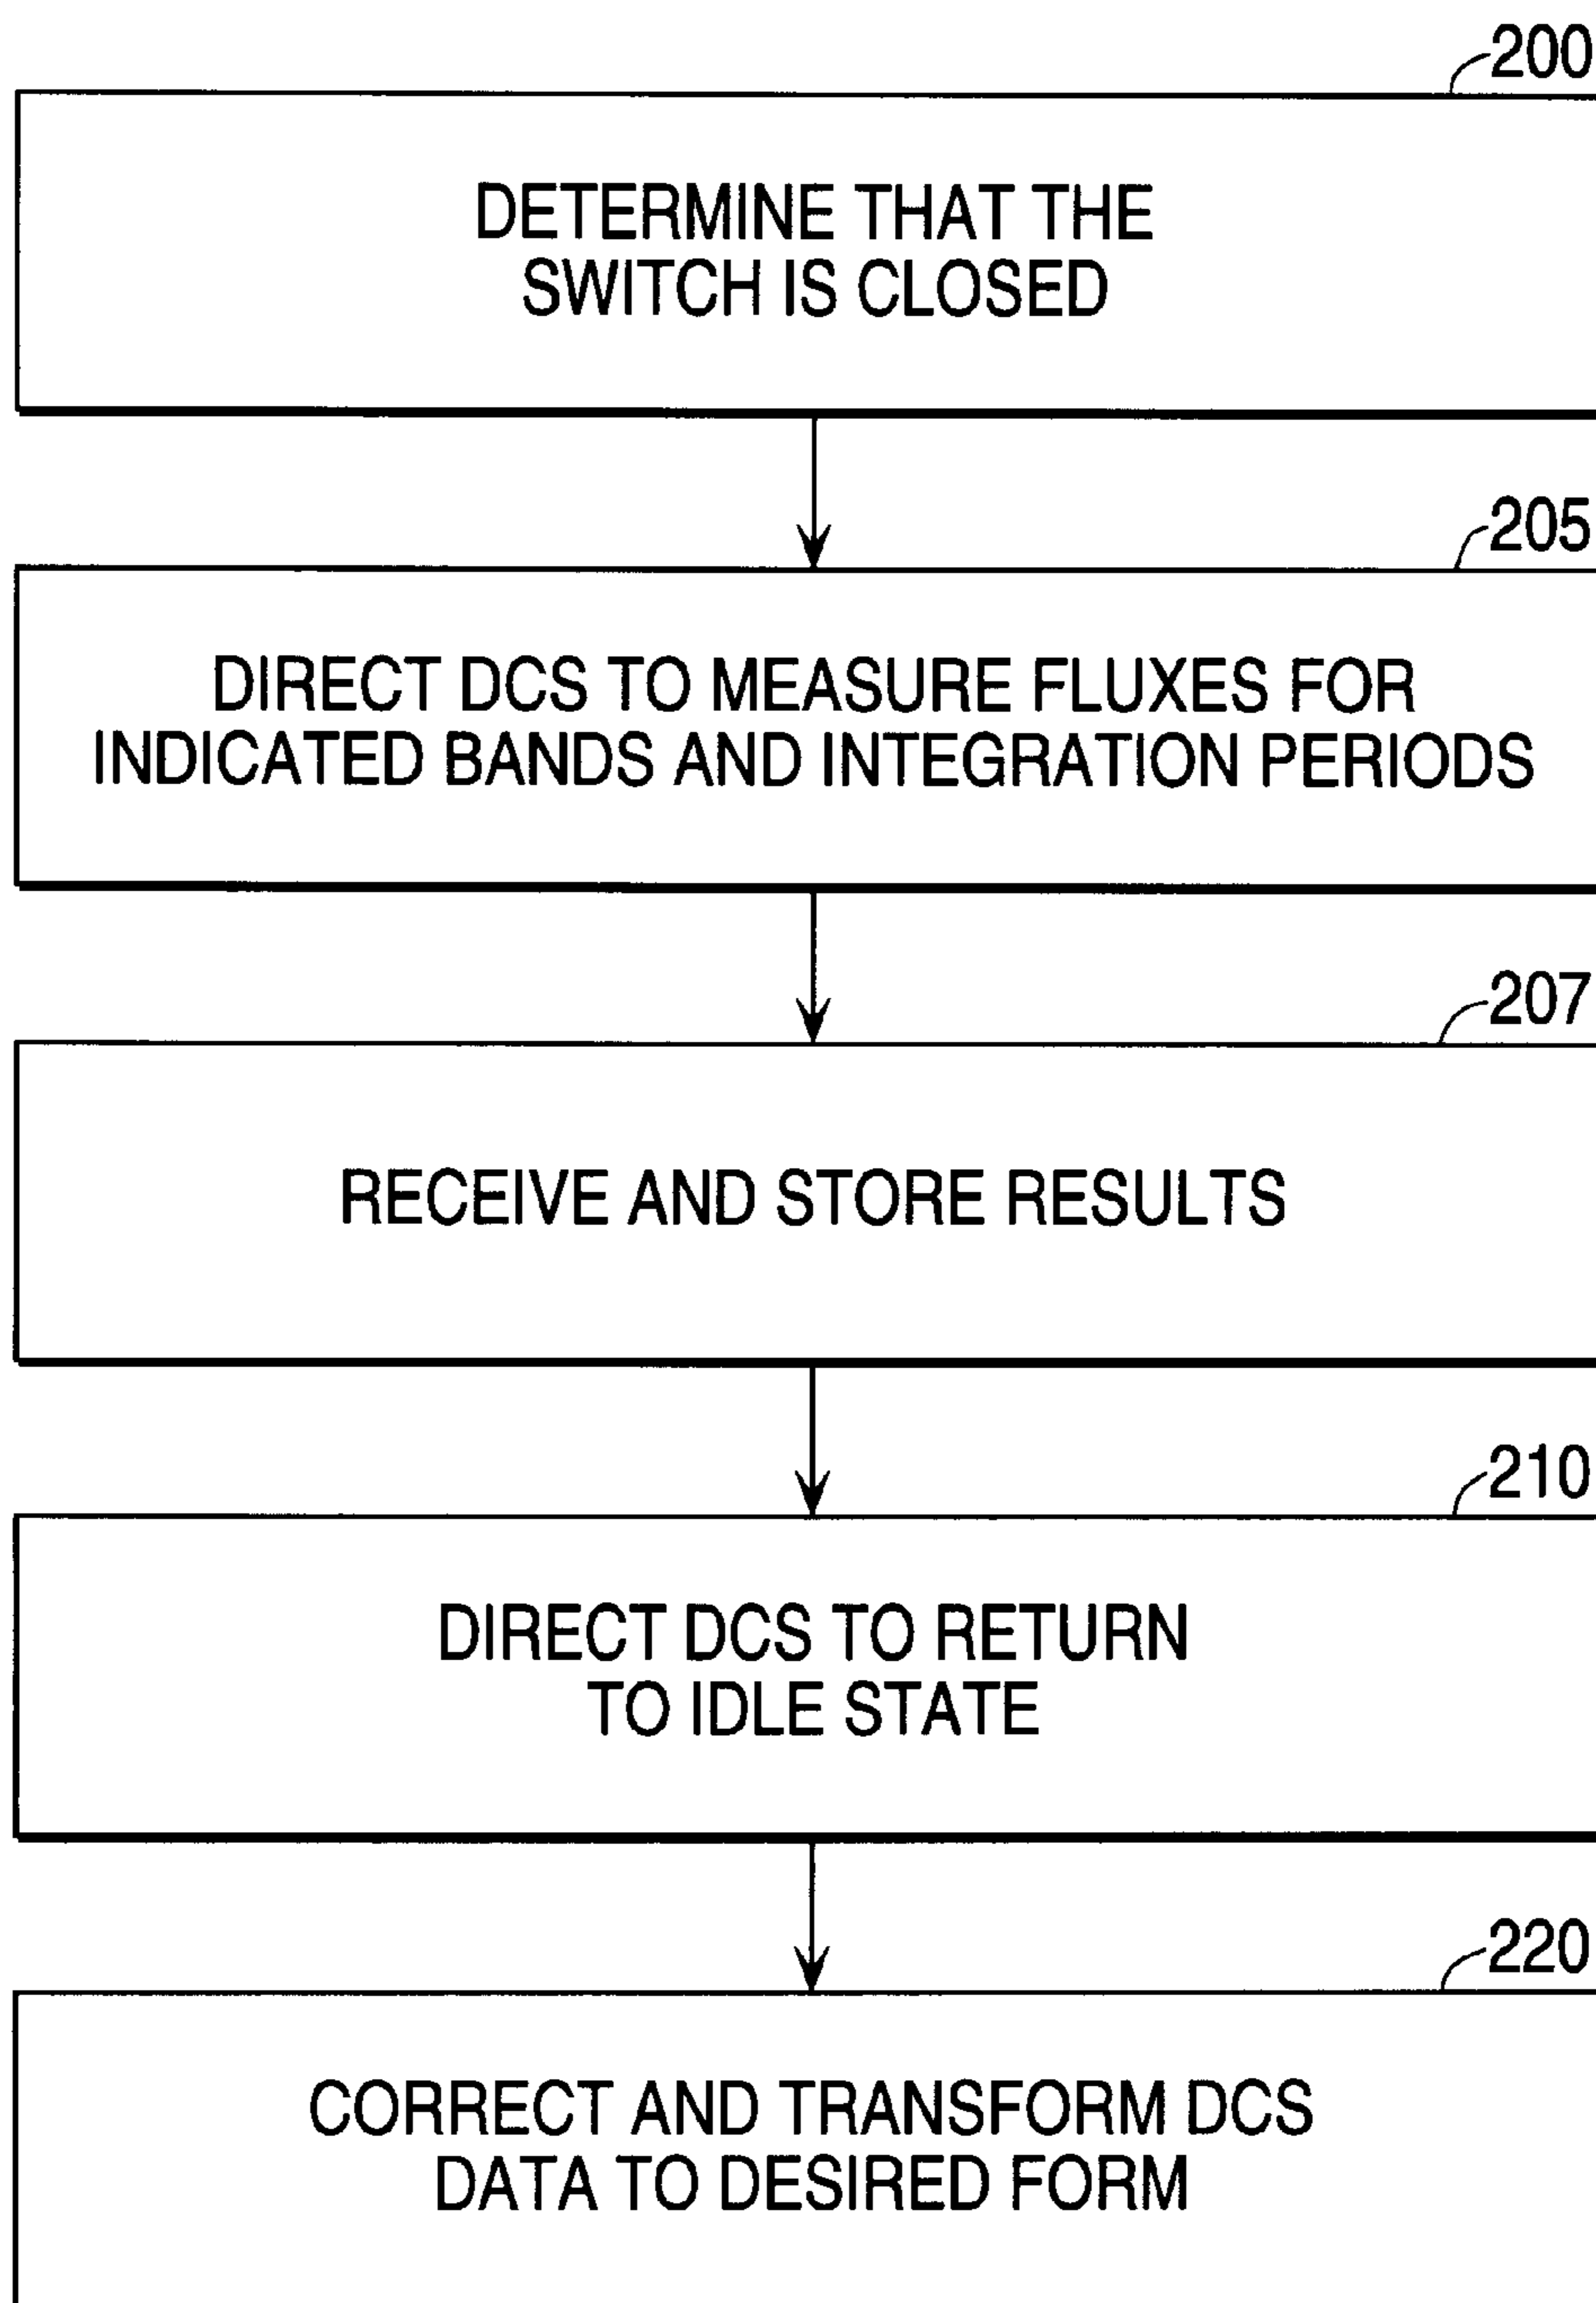 200
DETERMINE THAT THE
SWITCH IS CLOSED
205
DIRECT DCS TO MEASURE FLUXES FOR
INDICATED BANDS AND INTEGRATION PERIODS
207
RECEIVE AND STORE RESULTS
210
DIRECT DCS TO RETURN
TO IDLE STATE
220
CORRECT AND TRANSFORM DCS
DATA TO DESIRED FORM